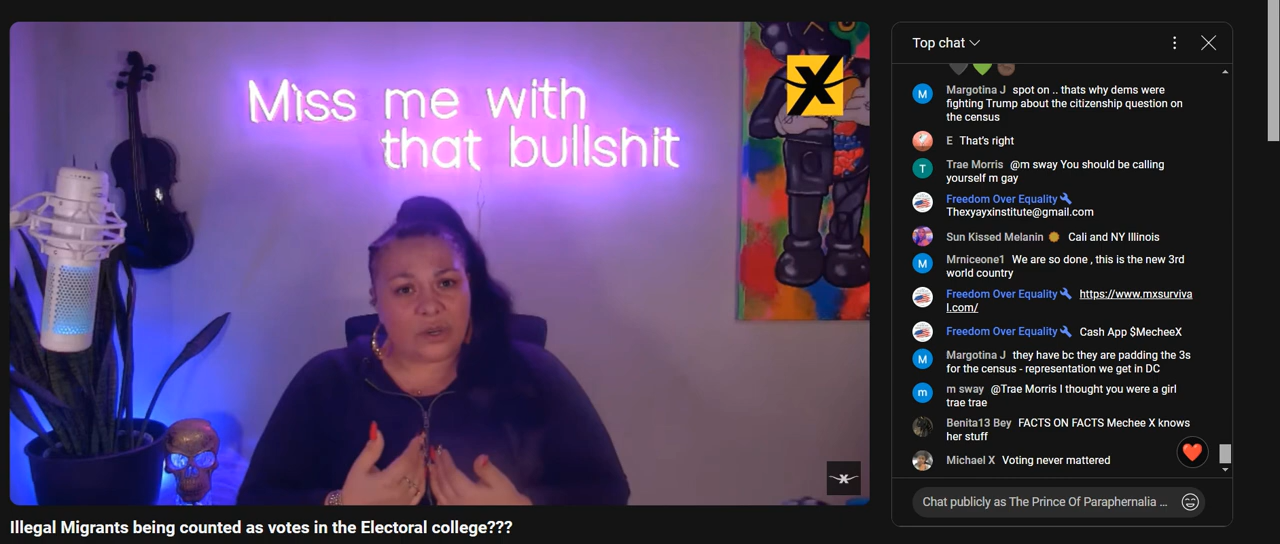 Miss me with
that bullshit
X
Illegal Migrants being counted as votes in the Electoral college???
Top chat
Margotina J spot on .. thats why dems were
fighting Trump about the citizenship question on
the census
E That's right
Trae Morris @m sway You should be calling
yourself m gay
Freedom Over Equality
Thexyayxinstitute@gmail.com
Sun Kissed Melanin Cali and NY Illinois
Mrniceone1 We are so done , this is the new 3rd
world country
Freedom Over Equality https://www.mxsurviva
l.com/
Freedom Over Equality Cash App $MecheeX
Margotina J they have bc they are padding the 3s
for the census - representation we get in DC
m sway @Trae Morris I thought you were a girl
trae trae
Benita13 Bey FACTS ON FACTS Mechee X knows
her stuff
Michael X Voting never mattered
Chat publicly as The Prince Of Paraphernalia ...
M
T
M
M
m